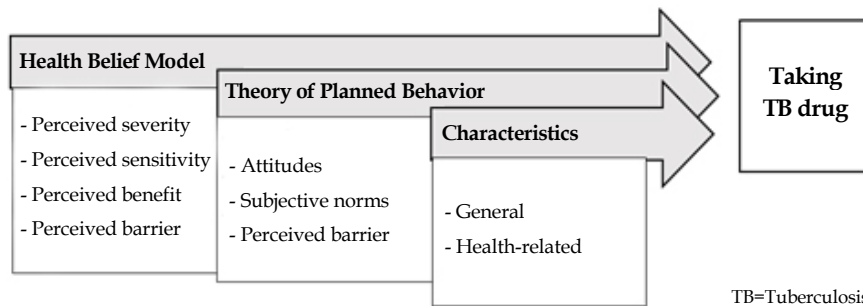 Health Belief Model
- Perceived severity
- Perceived sensitivity
- Perceived benefit
- Perceived barrier
Theory of Planned Behavior
- Attitudes
- Subjective norms
- Perceived barrier
Characteristics
- General
- Health-related
Taking
TB drug
TB=Tuberculosis